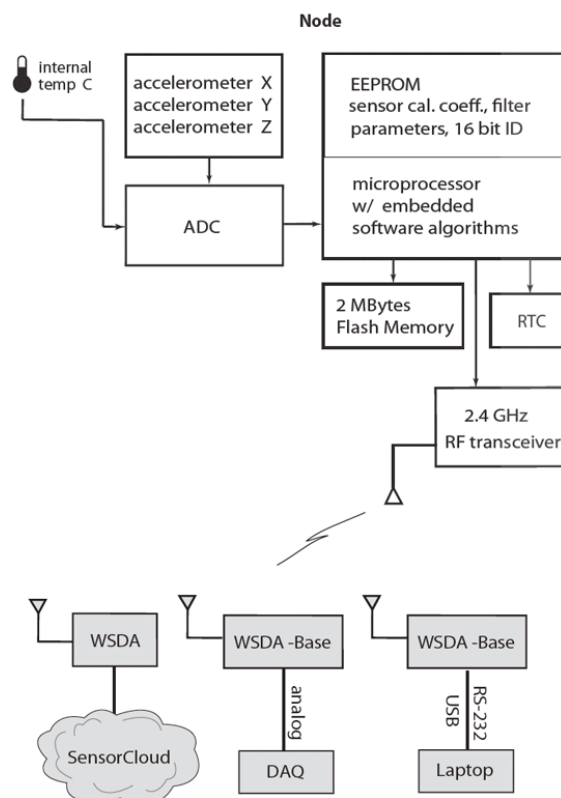 Node
internal
temp C
accelerometer X
accelerometer Y
accelerometer Z
EEPROM
sensor cal. coeff., filter
parameters, 16 bit ID
ADC
microprocessor
w/ embedded
software algorithms
2 MBytes
Flash Memory
RTC
2.4 GHz
RF transceiver
WSDA
WSDA -Base
WSDA -Base
analog
RS-232
USB
SensorCloud
DAQ
Laptop